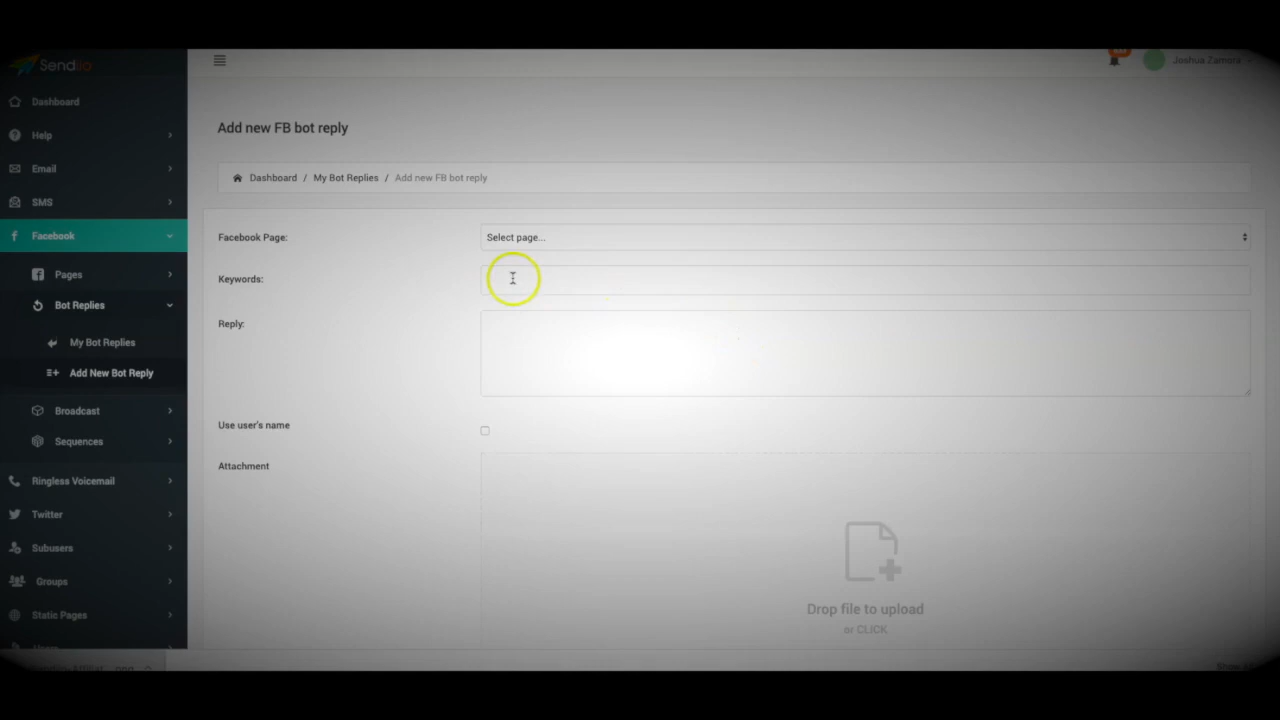 Sendiio
Joshua Zamora
Dashboard
Help
Email
SMS
Facebook
Pages
Bot Replies
My Bot Replies
Add New Bot Reply
Broadcast
Sequences
Ringless Voicemail
Twitter
Subusers
Groups
Static Pages
Add new FB bot reply
Dashboard / My Bot Replies / Add new FB bot reply
Facebook Page:
Select page...
Keywords:
Reply:
Use user's name
Attachment
Drop file to upload
or CLICK